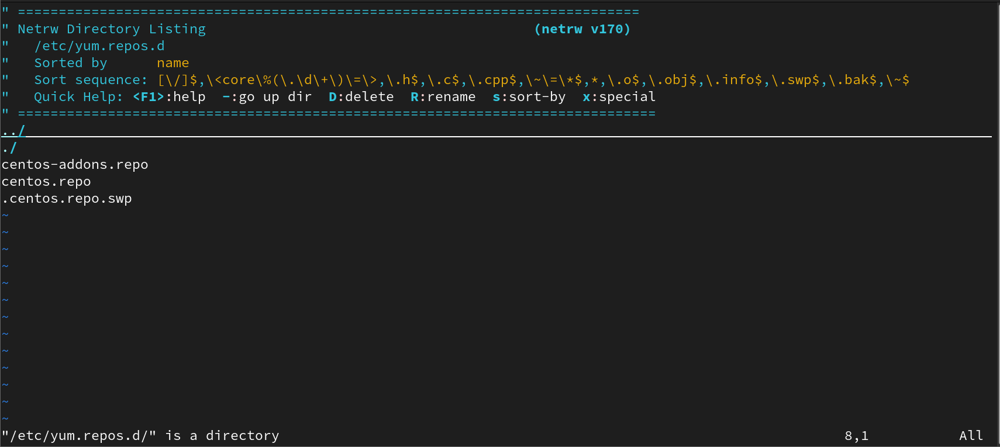 " ============================================================================
" Netrw Directory Listing                                        (netrw v170)
"   /etc/yum.repos.d
"   Sorted by      name
"   Sort sequence: [\/]$,\<core\%(\.\d\+\)\=\>,\.h$,\.c$,\.cpp$,\~\=\*$,*,\.o$,\.obj$,\.info$,\.swp$,\.bak$,\~$
"   Quick Help: <F1>:help  -:go up dir  D:delete  R:rename  s:sort-by  x:special
" ==============================================================================
../
./
centos-addons.repo
centos.repo
.centos.repo.swp
~
~
~
~
~
~
~
~
~
~
~
~
~
"/etc/yum.repos.d/" is a directory                                                                     8,1           All